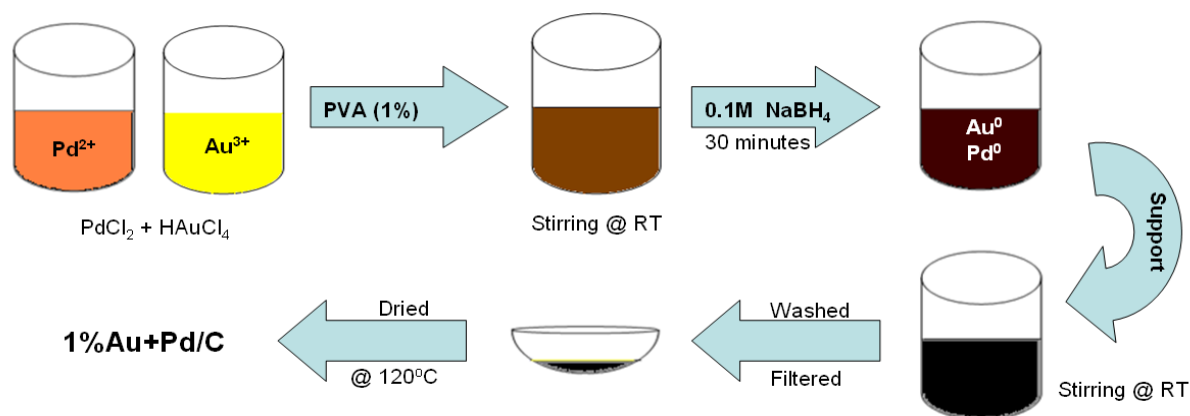 Pd²⁺
Au³⁺
PdCl₂ + HAuCl₄
PVA (1%)
Stirring @ RT
0.1M NaBH₄
30 minutes
Au⁰
Pd⁰
Support
Stirring @ RT
Washed
Filtered
Dried
@ 120⁰C
1%Au+Pd/C